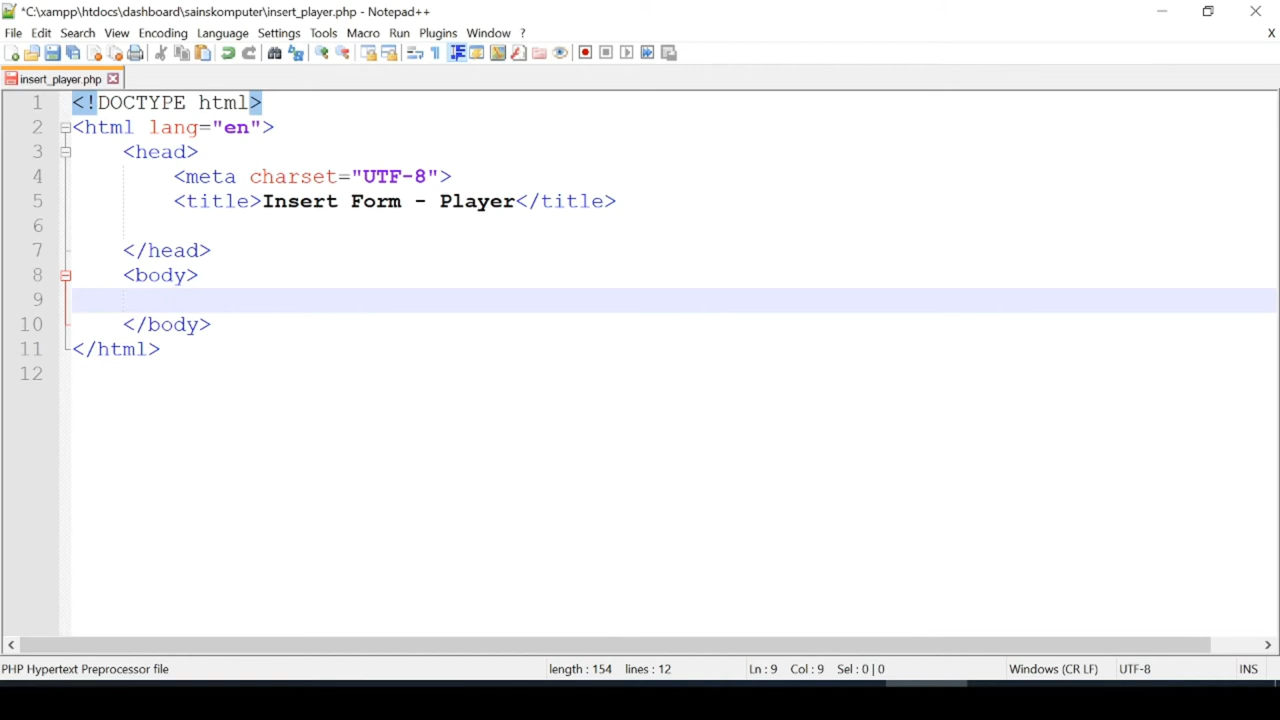 *C:\xampp\htdocs\dashboard\sainskomputer\insert_player.php - Notepad++
File Edit Search View Encoding Language Settings Tools Macro Run Plugins Window ? X
insert_player.php
1 <!DOCTYPE html>
2 <html lang="en">
3 <head>
4 <meta charset="UTF-8">
5 <title>Insert Form - Player</title>
6
7 </head>
8 <body>
9
10 </body>
11 </html>
12
PHP Hypertext Preprocessor file length : 154 lines : 12 Ln : 9 Col : 9 Sel : 0 | 0 Windows (CR LF) UTF-8 INS